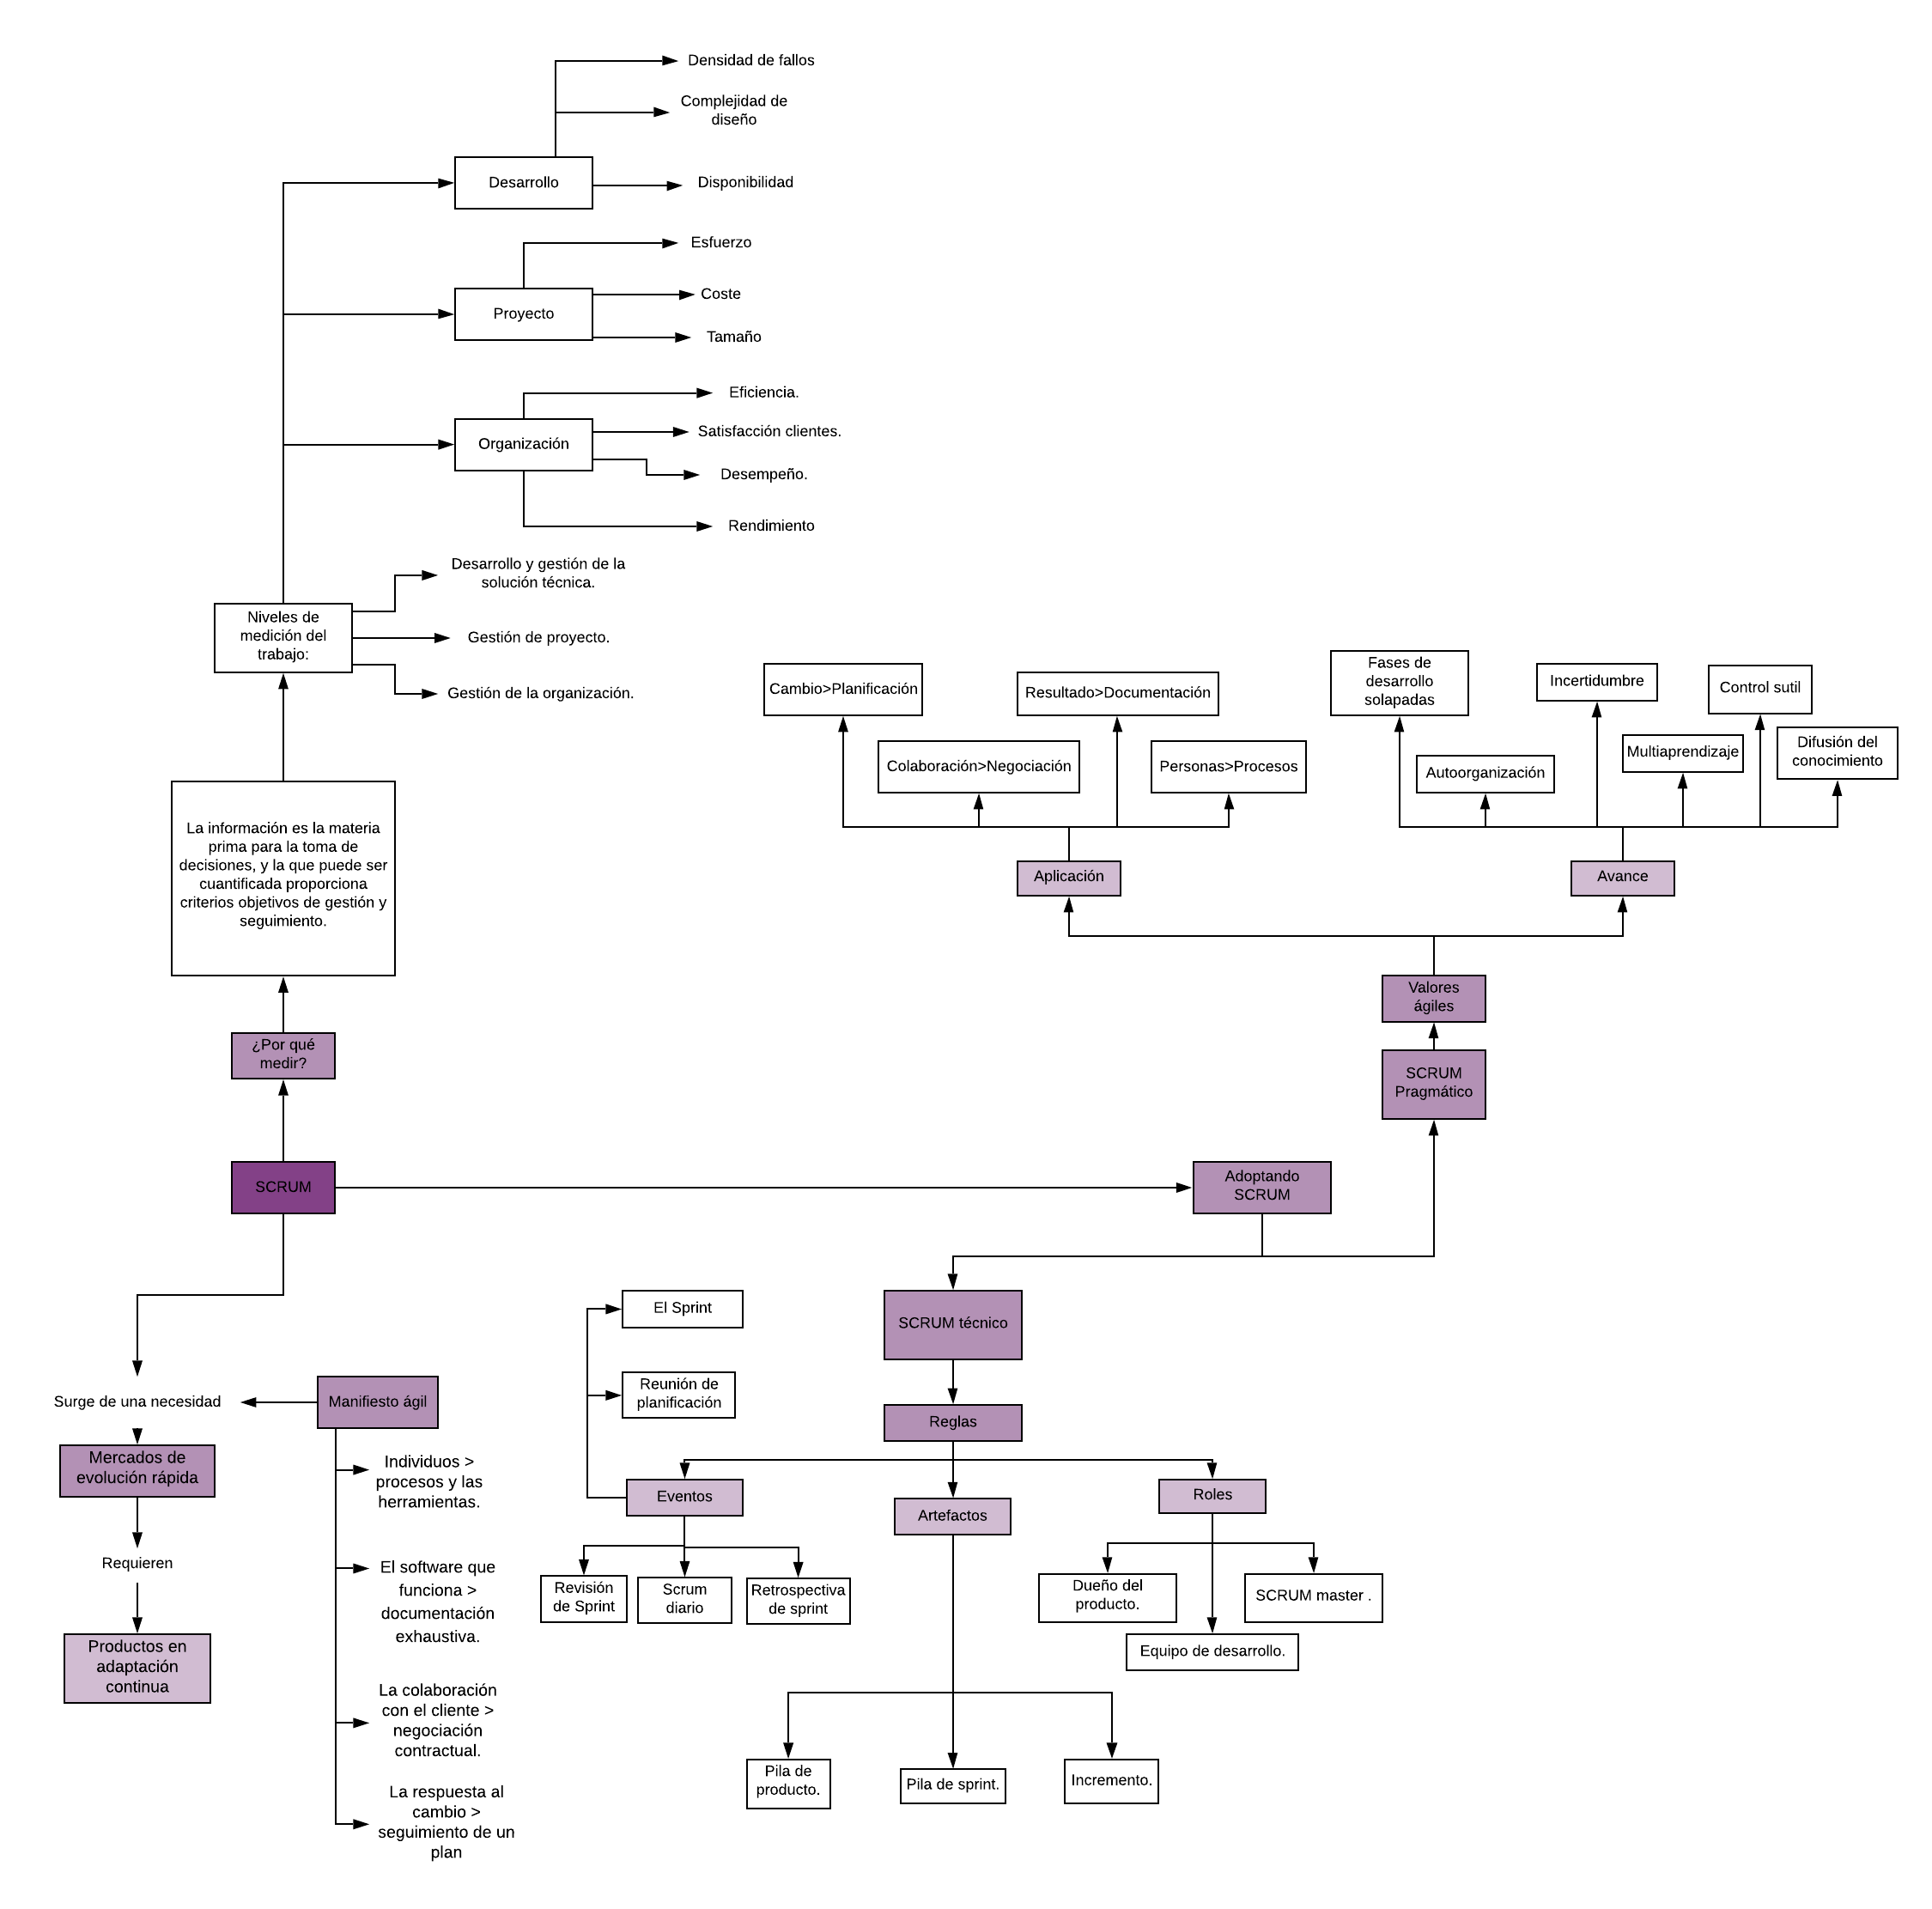 Densidad de fallos
Complejidad de
diseño
Desarrollo
Disponibilidad
Esfuerzo
Proyecto
Coste
Tamaño
Eficiencia.
Organización
Satisfacción clientes.
Desempeño.
Rendimiento
Niveles de
medición del
trabajo:
Desarrollo y gestión de la
solución técnica.
Gestión de proyecto.
Gestión de la organización.
La información es la materia
prima para la toma de
decisiones, y la que puede ser
cuantificada proporciona
criterios objetivos de gestión y
seguimiento.
¿Por qué
medir?
SCRUM
Cambio>Planificación
Resultado>Documentación
Colaboración>Negociación
Personas>Procesos
Aplicación
Fases de
desarrollo
solapadas
Incertidumbre
Control sutil
Autoorganización
Multiaprendizaje
Difusión del
conocimiento
Avance
Valores
ágiles
SCRUM
Pragmático
Adoptando
SCRUM
SCRUM técnico
Reglas
El Sprint
Reunión de
planificación
Eventos
Artefactos
Roles
Revisión
de Sprint
Scrum
diario
Retrospectiva
de sprint
Dueño del
producto.
SCRUM master .
Equipo de desarrollo.
Pila de
producto.
Pila de sprint.
Incremento.
Surge de una necesidad
Manifiesto ágil
Mercados de
evolución rápida
Requieren
Productos en
adaptación
continua
Individuos >
procesos y las
herramientas.
El software que
funciona >
documentación
exhaustiva.
La colaboración
con el cliente >
negociación
contractual.
La respuesta al
cambio >
seguimiento de un
plan